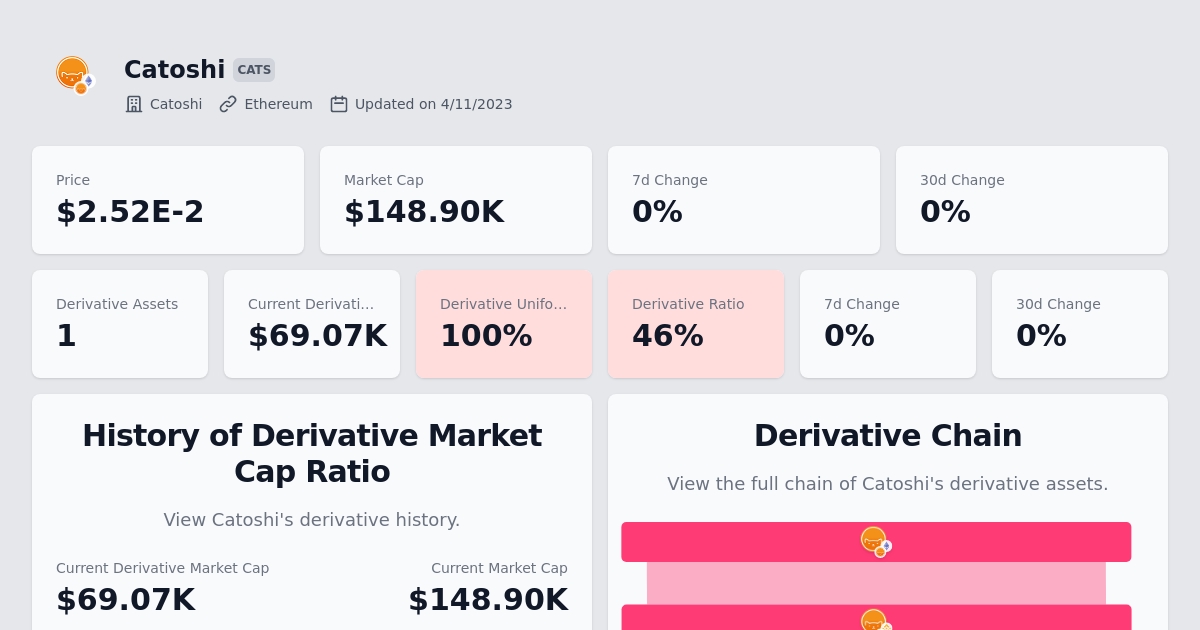 Catoshi CATS
Catoshi Ethereum Updated on 4/11/2023
Price Market Cap 7d Change 30d Change
$2.52E-2 $148.90K 0% 0%
Derivative Assets Current Derivati... Derivative Unifo... Derivative Ratio 7d Change 30d Change
1 $69.07K 100% 46% 0% 0%
History of Derivative Market
Cap Ratio
View Catoshi's derivative history.
Current Derivative Market Cap Current Market Cap
$69.07K $148.90K
Derivative Chain
View the full chain of Catoshi's derivative assets.